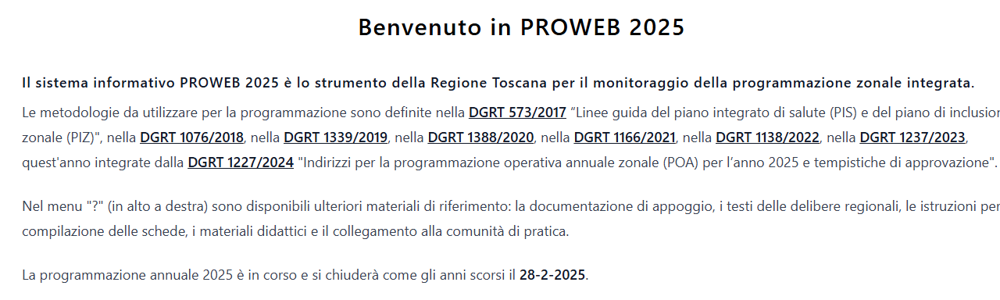 Benvenuto in PROWEB 2025
Il sistema informativo PROWEB 2025 è lo strumento della Regione Toscana per il monitoraggio della programmazione zonale integrata.
Le metodologie da utilizzare per la programmazione sono definite nella DGRT 573/2017 “Linee guida del piano integrato di salute (PIS) e del piano di inclusion
zonale (PIZ)", nella DGRT 1076/2018, nella DGRT 1339/2019, nella DGRT 1388/2020, nella DGRT 1166/2021, nella DGRT 1138/2022, nella DGRT 1237/2023,
quest'anno integrate dalla DGRT 1227/2024 "Indirizzi per la programmazione operativa annuale zonale (POA) per l’anno 2025 e tempistiche di approvazione".
Nel menu "?" (in alto a destra) sono disponibili ulteriori materiali di riferimento: la documentazione di appoggio, i testi delle delibere regionali, le istruzioni per
compilazione delle schede, i materiali didattici e il collegamento alla comunità di pratica.
La programmazione annuale 2025 è in corso e si chiuderà come gli anni scorsi il 28-2-2025.